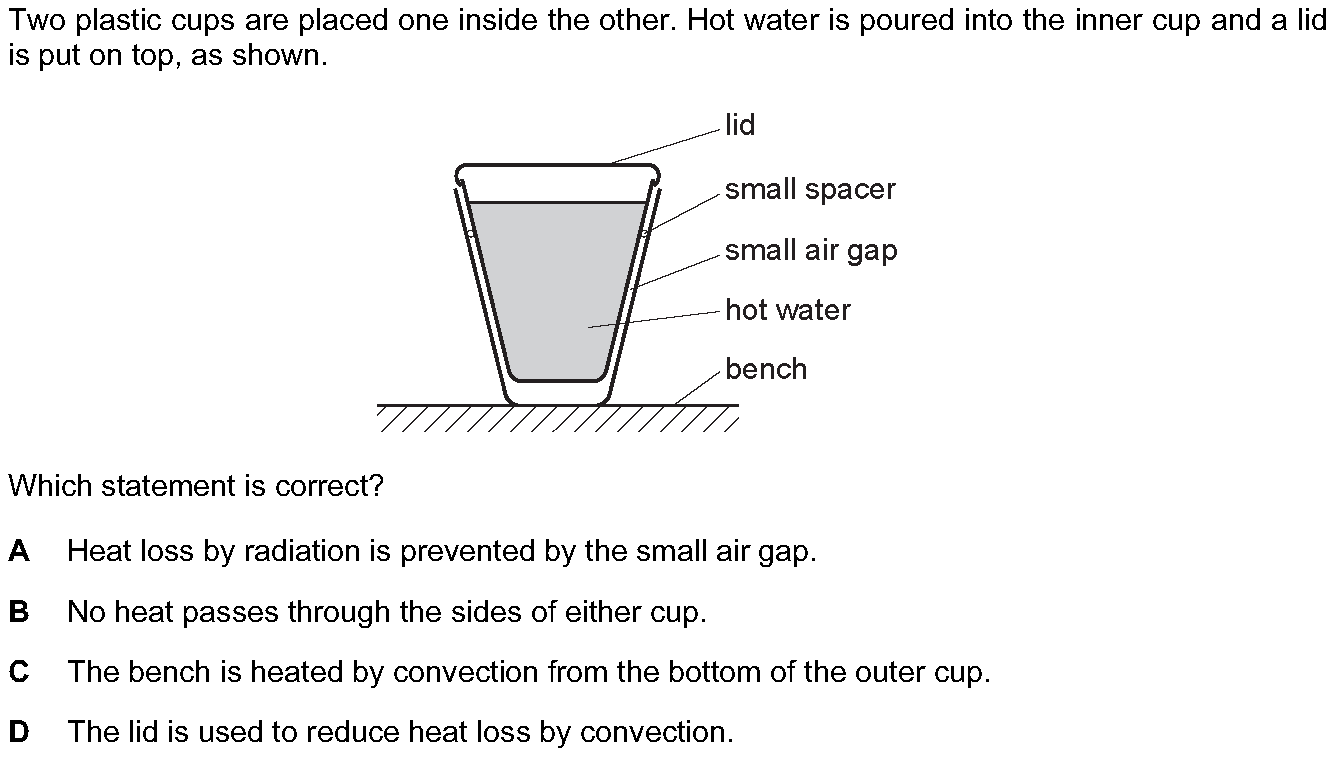 Two plastic cups are placed one inside the other. Hot water is poured into the inner cup and a lid
is put on top, as shown.
lid
small spacer
small air gap
hot water
bench
Which statement is correct?
A Heat loss by radiation is prevented by the small air gap.
B No heat passes through the sides of either cup.
C The bench is heated by convection from the bottom of the outer cup.
D The lid is used to reduce heat loss by convection.